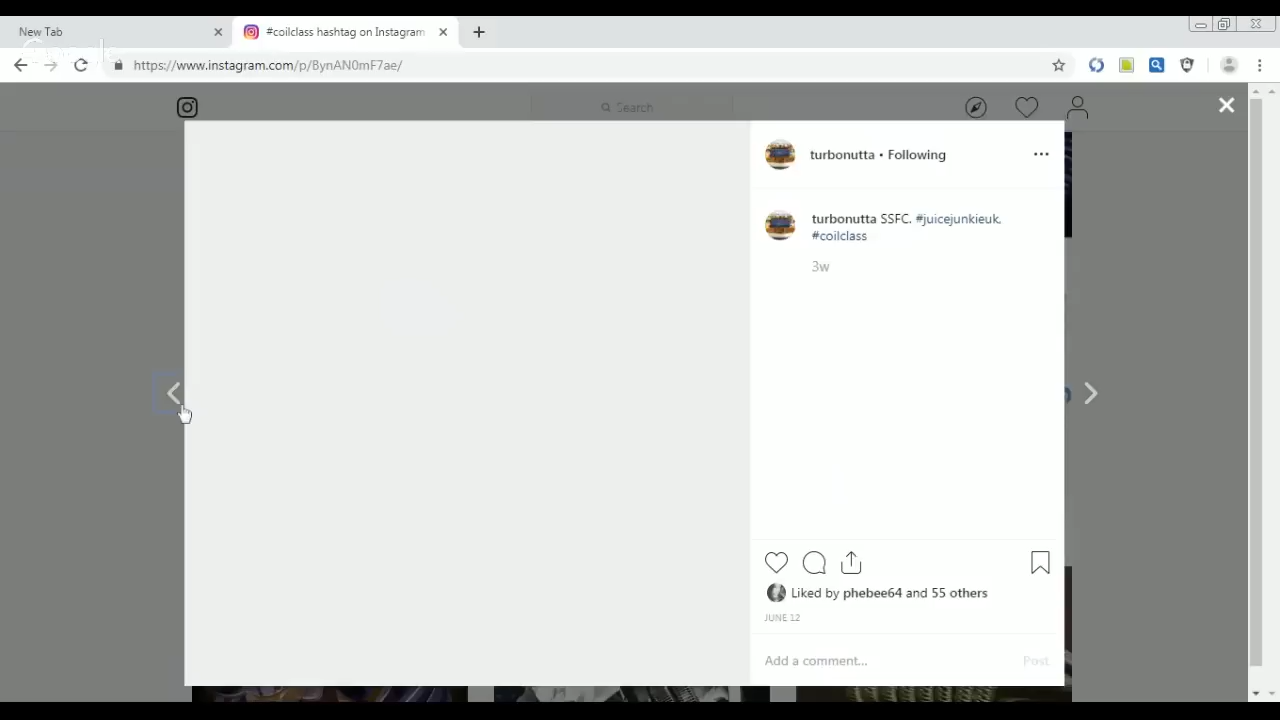 New Tab
#coilclass hashtag on Instagram
https://www.instagram.com/p/BynAN0mF7ae/
Search
turbonutta • Following
turbonutta SSFC. #juicejunkieuk.
#coilclass
3w
Liked by phebee64 and 55 others
JUNE 12
Add a comment...
Post